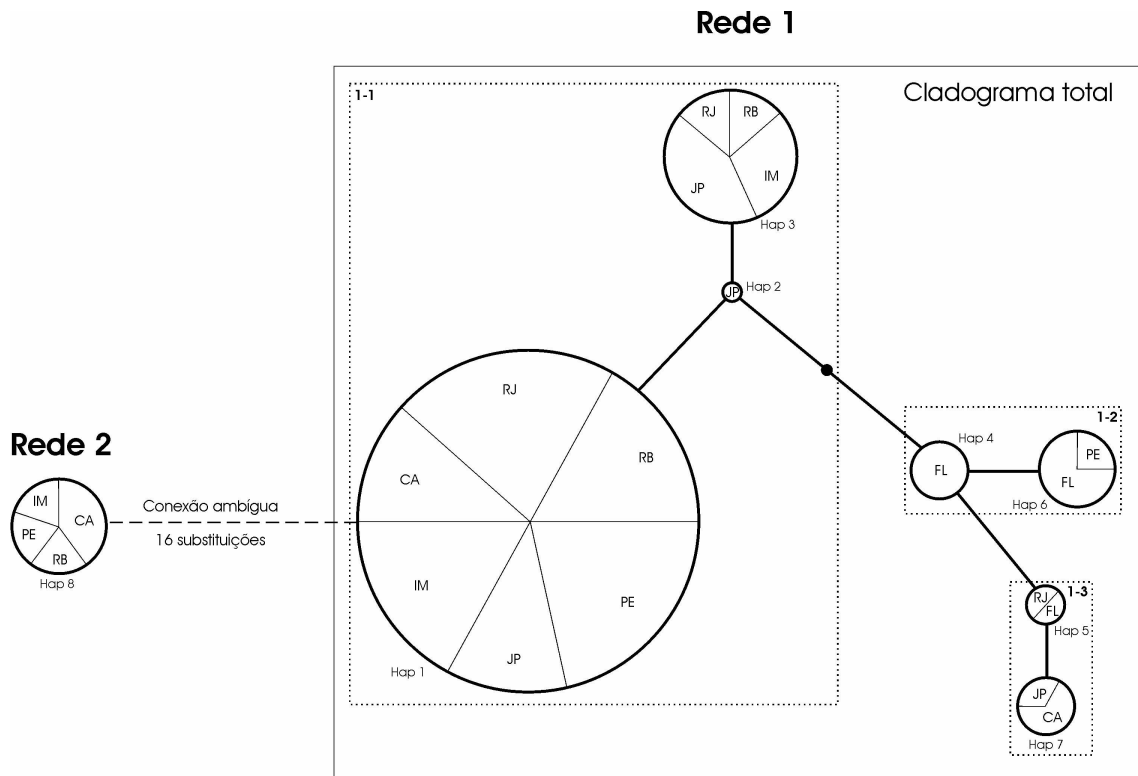 Rede 1
Cladograma total
1-1
RJ
RB
JP
IM
Hap 3
JP
Hap 2
RJ
RB
CA
IM
PE
JP
Hap 1
Rede 2
IM
CA
PE
RB
Hap 8
Conexão ambígua
16 substituições
1-2
Hap 4
FL
PE
FL
Hap 6
1-3
RJ
FL
Hap 5
JP
CA
Hap 7